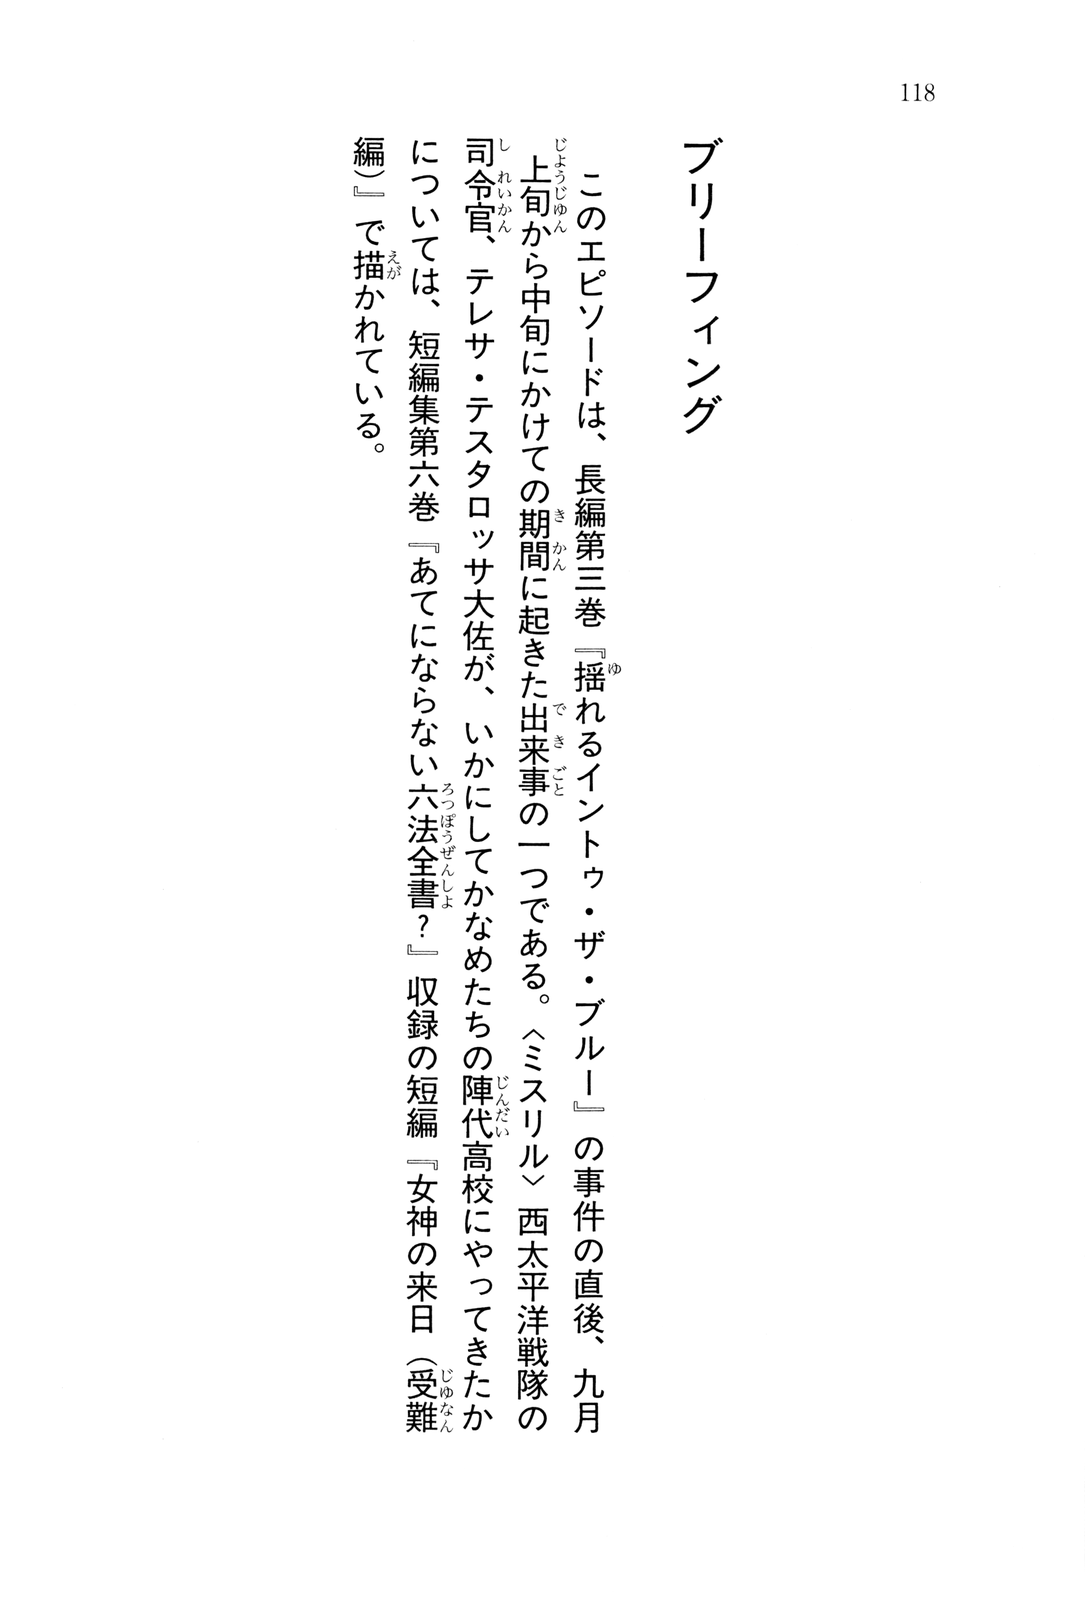 118
ブリーフィング
このエピソードは、長編第三巻『揺れるイントゥ・ザ・ブルー』の事件の直後、九月
上旬から中旬にかけての期間に起きた出来事の一つである。〈ミスリル〉西太平洋戦隊の
司令官、テレサ・テスタロッサ大佐が、いかにしてかなめたちの陣代高校にやってきたか
については、短編集第六巻『あてにならない六法全書?』収録の短編『女神の来日(受難
編)』で描かれている。